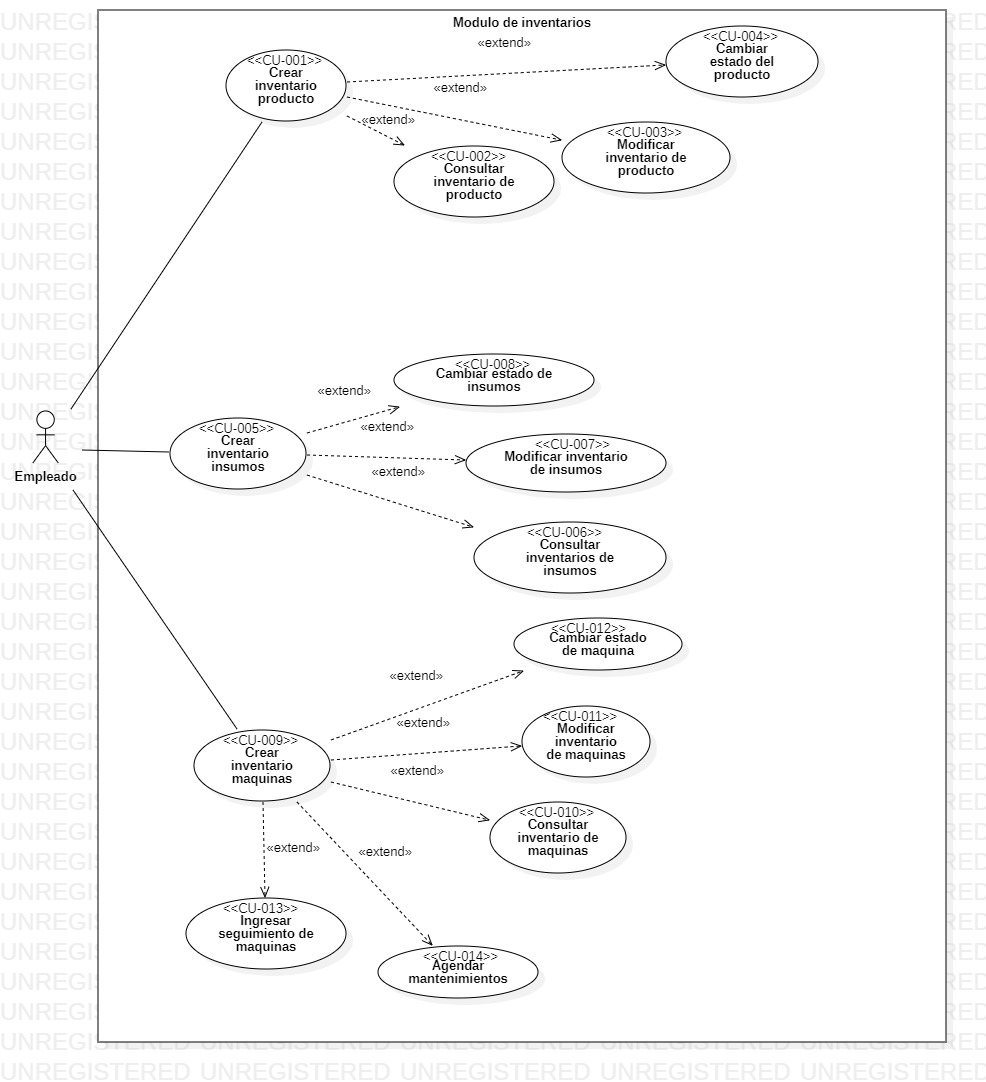 Modulo de inventarios
<<CU-001>>
Crear
inventario
producto
«extend»
«extend»
«extend»
<<CU-004>>
Cambiar
estado del
producto
<<CU-003>>
Modificar
inventario de
producto
<<CU-002>>
Consultar
inventario de
producto
Empleado
<<CU-005>>
Crear
inventario
insumos
«extend»
«extend»
«extend»
<<CU-008>>
Cambiar estado de
insumos
<<CU-007>>
Modificar inventario
de insumos
<<CU-006>>
Consultar
inventarios de
insumos
<<CU-009>>
Crear
inventario
maquinas
«extend»
«extend»
«extend»
«extend»
«extend»
<<CU-012>>
Cambiar estado
de maquina
<<CU-011>>
Modificar
inventario
de maquinas
<<CU-010>>
Consultar
inventario de
maquinas
<<CU-013>>
Ingresar
seguimiento de
maquinas
<<CU-014>>
Agendar
mantenimientos
UNREGISTERED UNREGISTERED UNREGISTERED UNREGISTERED UNREGISTERED